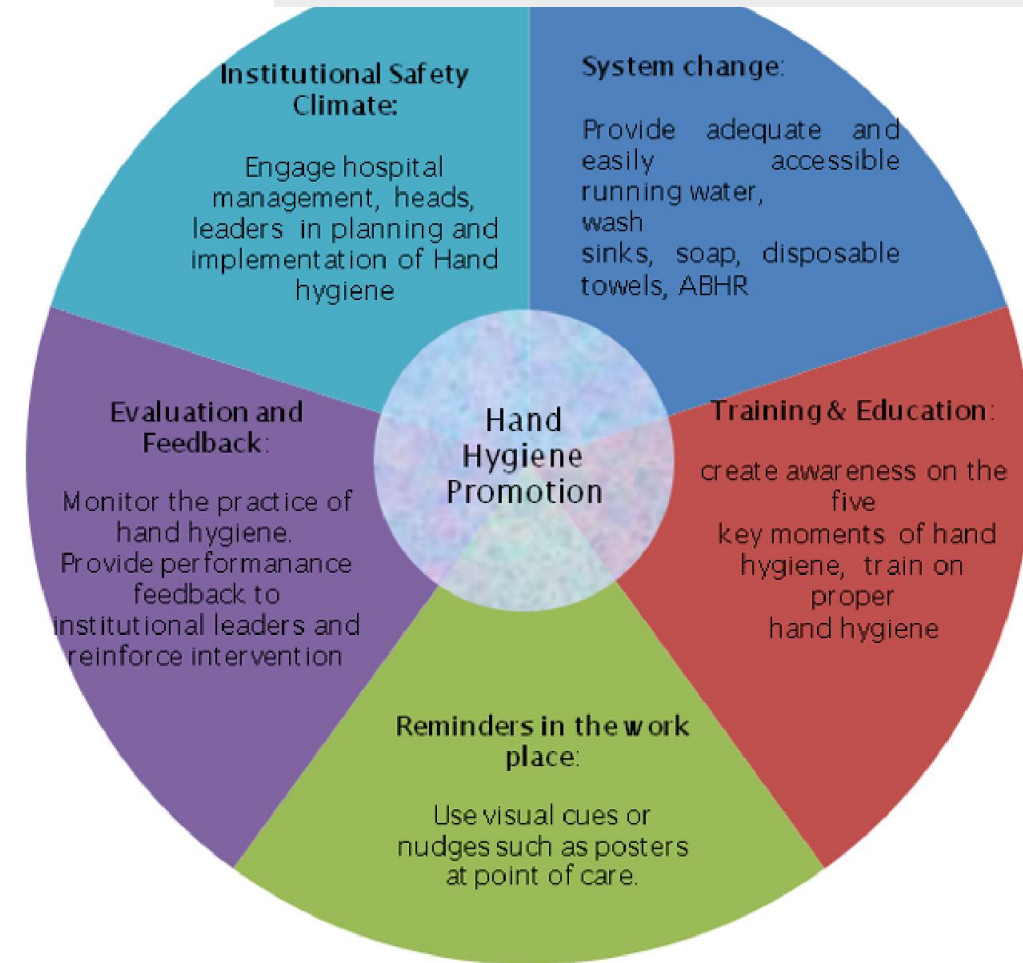 Institutional Safety
Climate:
Engage hospital
management, heads,
leaders in planning and
implementation of Hand
hygiene
System change:
Provide adequate and
easily accessible
running water,
wash
sinks, soap, disposable
towels, ABHR
Training & Education:
create awareness on the
five
key moments of hand
hygiene, train on
proper
hand hygiene
Reminders in the work
place:
Use visual cues or
nudges such as posters
at point of care.
Evaluation and
Feedback:
Monitor the practice of
hand hygiene.
Provide performanance
feedback to
institutional leaders and
reinforce intervention
Hand
Hygiene
Promotion